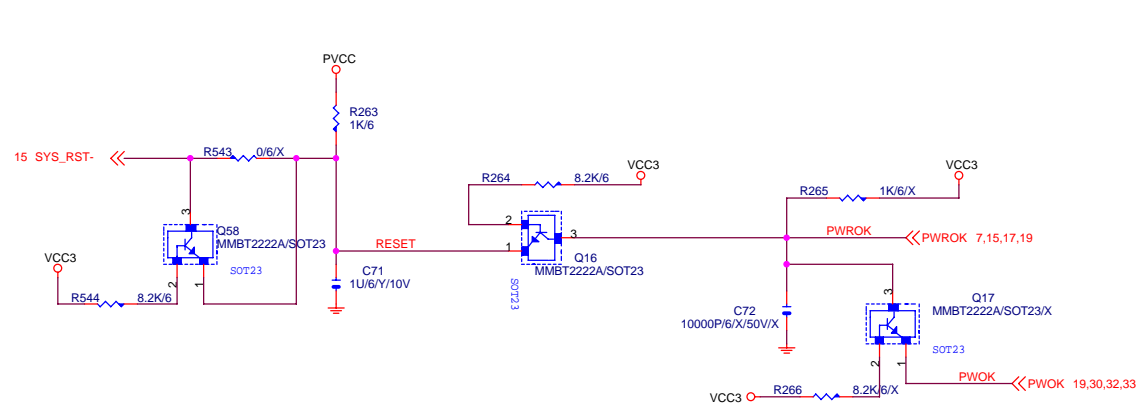 PVCC
R263
1K/6
15 SYS_RST-
R543 0/6/X
3
Q58
MMBT2222A/SOT23
SOT23
2
1
VCC3
R544 8.2K/6
RESET
C71
1U/6/Y/10V
R264 8.2K/6
VCC3
2
1
3
Q16
MMBT2222A/SOT23
SOT23
VCC3
R265 1K/6/X
PWROK
PWROK 7,15,17,19
C72
10000P/6/X/50V/X
3
Q17
MMBT2222A/SOT23/X
SOT23
2
1
PWOK
PWOK 19,30,32,33
VCC3
R266 8.2K/6/X